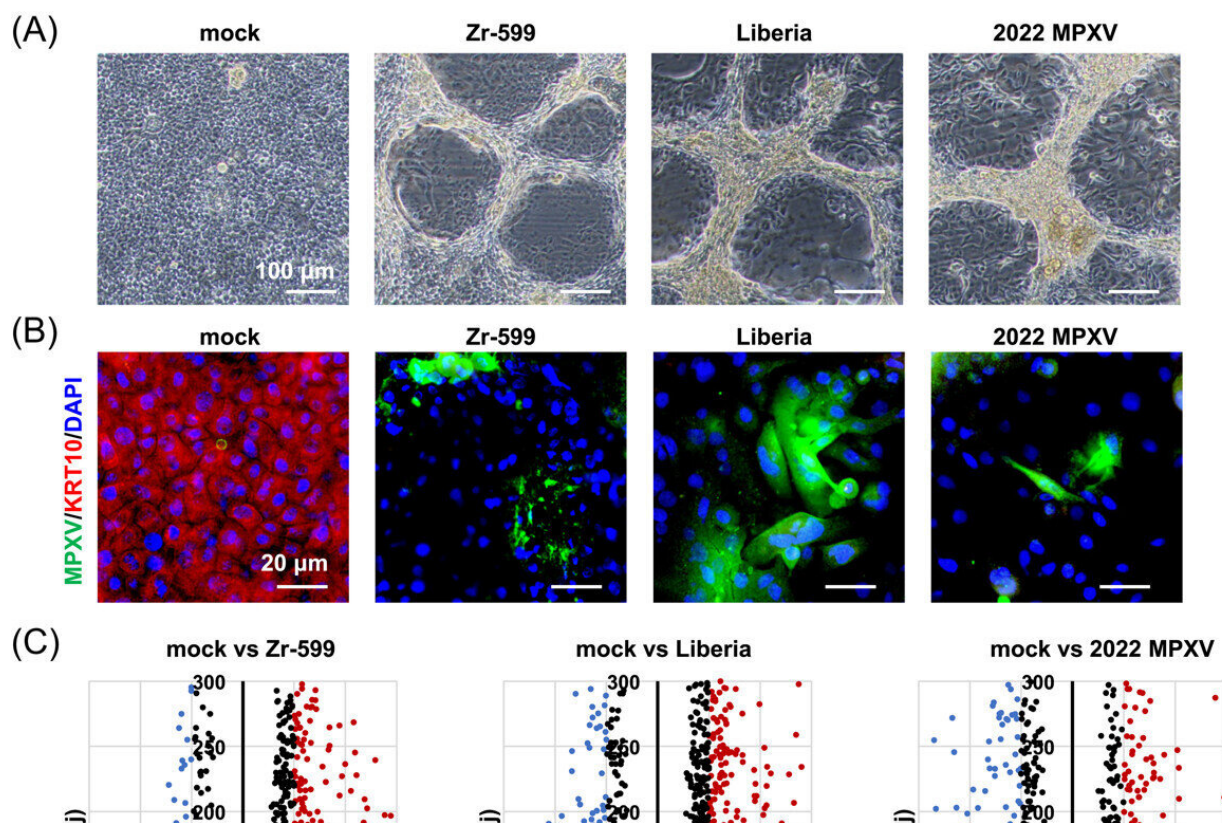 (A)
mock
Zr-599
Liberia
2022 MPXV
100 µm
(B)
mock
Zr-599
Liberia
2022 MPXV
MPXV/KRT10/DAPI
20 µm
(C)
mock vs Zr-599
mock vs Liberia
mock vs 2022 MPXV
300
300
300
250
250
250
200
200
200